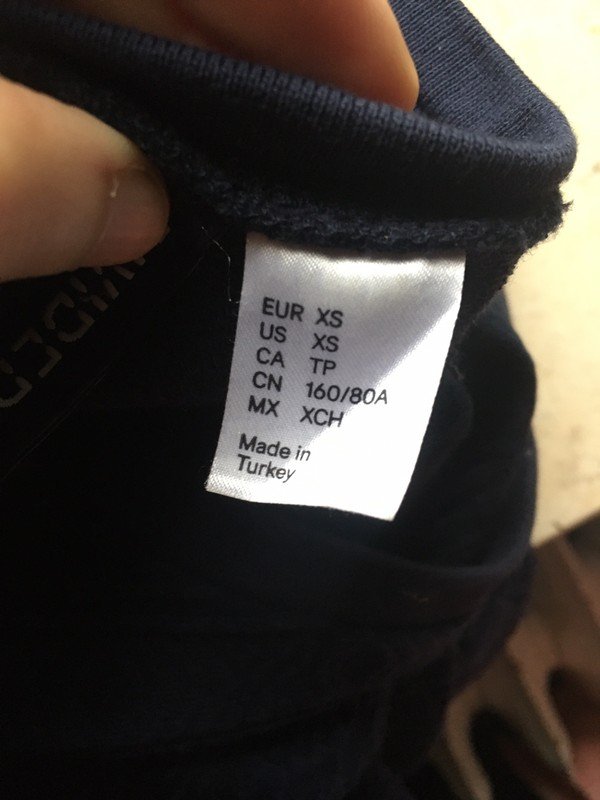 EUR XS
US XS
CA TP
CN 160/80A
MX XCH
Made in
Turkey